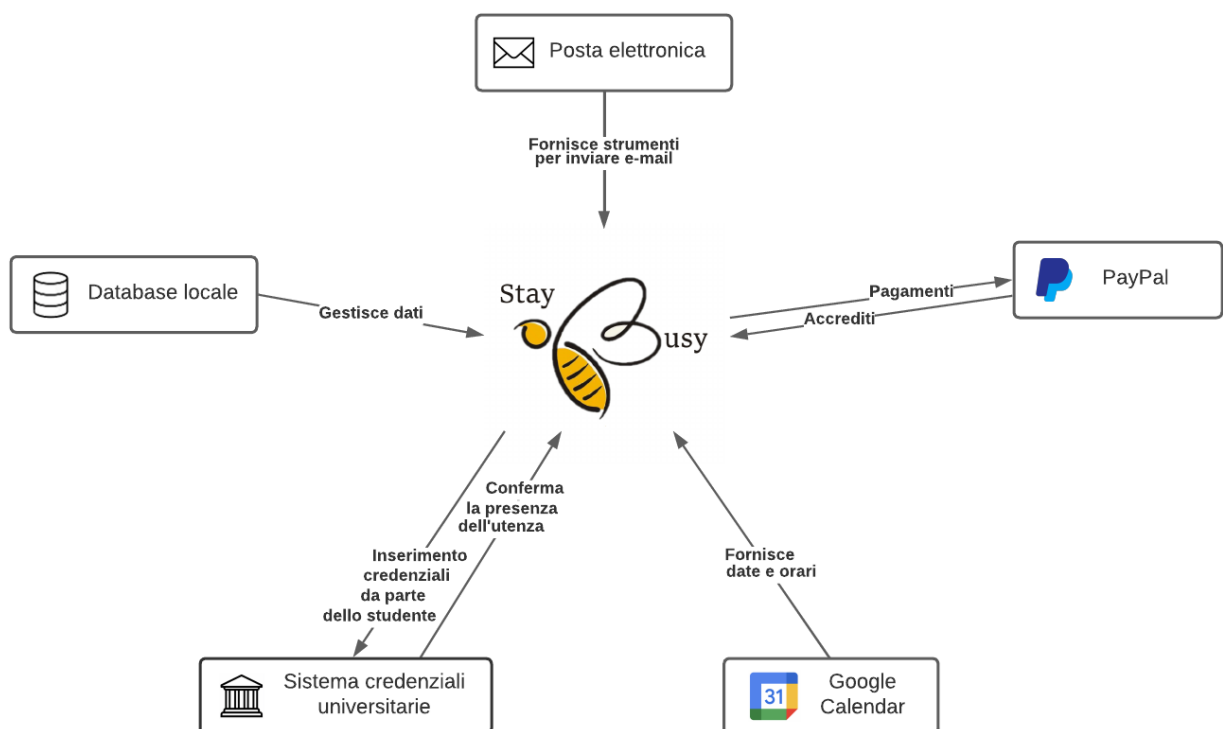 Posta elettronica
Fornisce strumenti
per inviare e-mail
Database locale
Gestisce dati
Stay
Busy
Pagamenti
Accrediti
PayPal
Conferma
la presenza
dell'utenza
Inserimento
credenziali
da parte
dello studente
Fornisce
date e orari
Sistema credenziali
universitarie
31
Google
Calendar